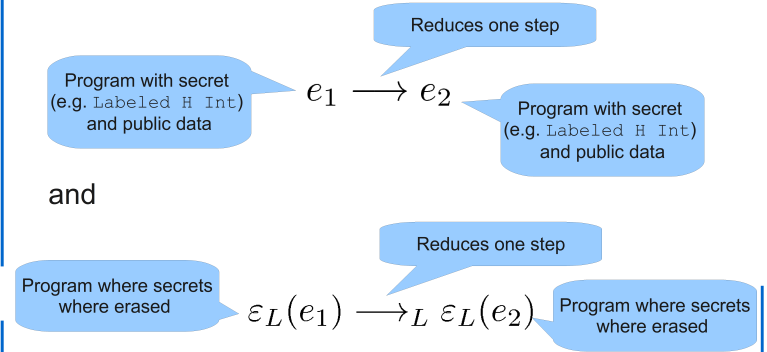 Reduces one step
Program with secret
(e.g. Labeled H Int)
and public data
e₁ ⟶ e₂
Program with secret
(e.g. Labeled H Int)
and public data
and
Reduces one step
Program where secrets
where erased
ε_L(e₁) ⟶_L ε_L(e₂)
Program where secrets
where erased